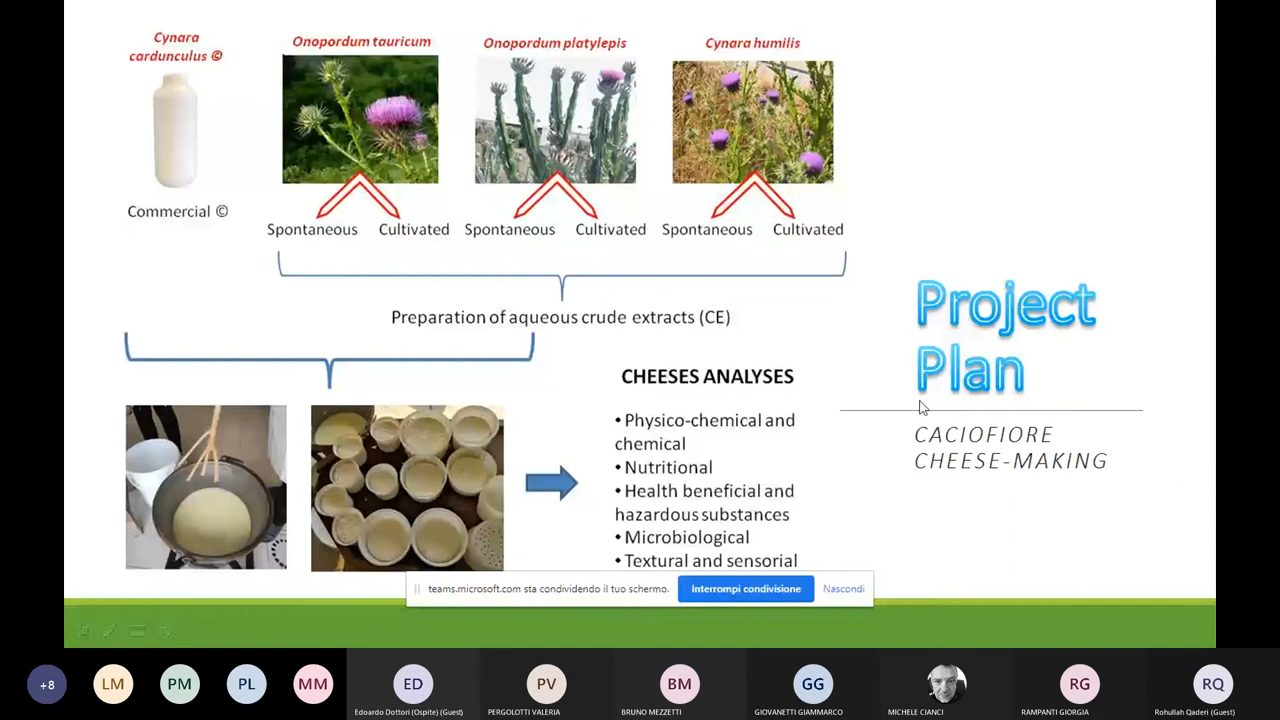 Cynara
cardunculus ©
Onopordum tauricum
Onopordum platylepis
Cynara humilis
Commercial ©
Spontaneous Cultivated Spontaneous Cultivated Spontaneous Cultivated
Preparation of aqueous crude extracts (CE)
CHEESES ANALYSES
• Physico-chemical and
chemical
• Nutritional
• Health beneficial and
hazardous substances
• Microbiological
• Textural and sensorial
Project
Plan
CACIOFIORE
CHEESE-MAKING
teams.microsoft.com sta condividendo il tuo schermo. Interrompi condivisione Nascondi
+8 LM PM PL MM ED PV BM GG RG RQ
Edoardo Dottori (Ospite) (Guest) PERGOLOTTI VALERIA BRUNO MEZZETTI GIOVANETTI GIAMMARCO MICHELE CIANCI RAMPANTI GIORGIA Rohullah Qaderi (Guest)